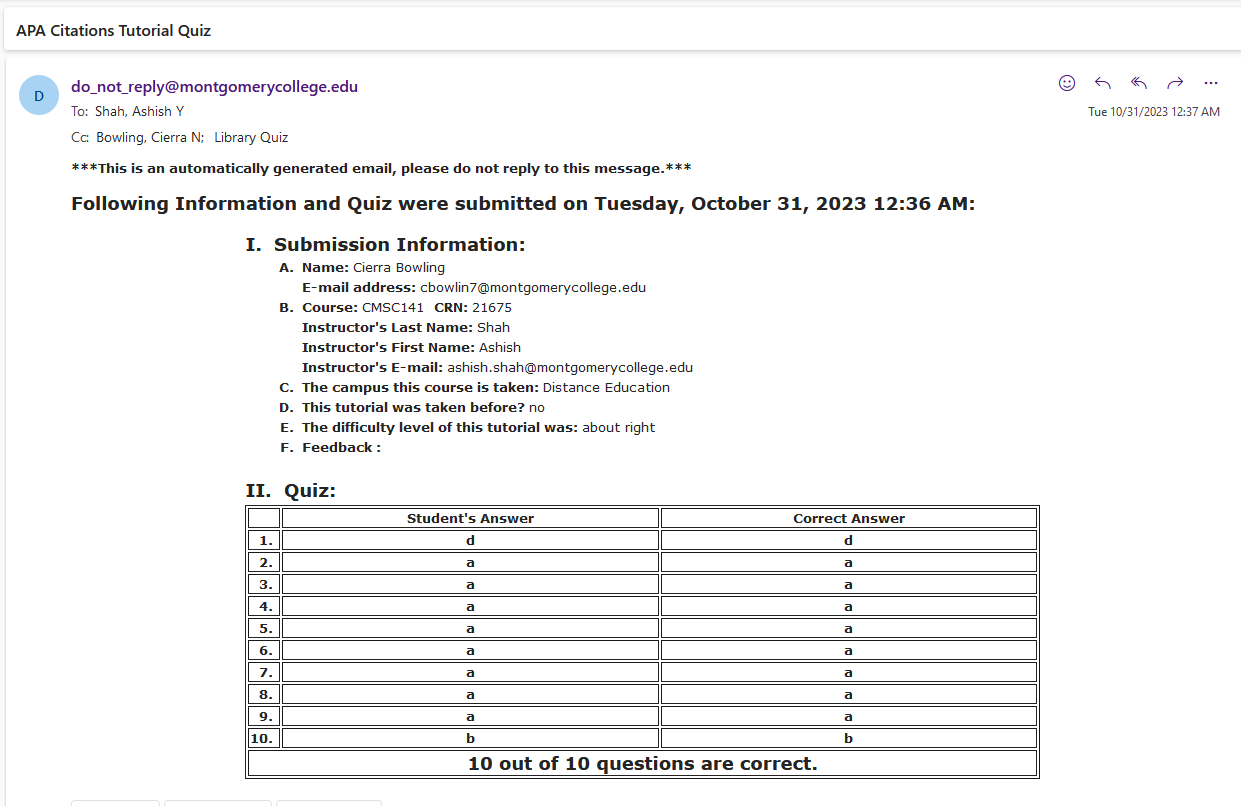 APA Citations Tutorial Quiz
D
do_not_reply@montgomerycollege.edu
To: Shah, Ashish Y
Tue 10/31/2023 12:37 AM
Cc: Bowling, Cierra N; Library Quiz
***This is an automatically generated email, please do not reply to this message.***
Following Information and Quiz were submitted on Tuesday, October 31, 2023 12:36 AM:
I. Submission Information:
A. Name: Cierra Bowling
E-mail address: cbowlin7@montgomerycollege.edu
B. Course: CMSC141 CRN: 21675
Instructor's Last Name: Shah
Instructor's First Name: Ashish
Instructor's E-mail: ashish.shah@montgomerycollege.edu
C. The campus this course is taken: Distance Education
D. This tutorial was taken before? no
E. The difficulty level of this tutorial was: about right
F. Feedback :
II. Quiz:
Student's Answer Correct Answer
1. d d
2. a a
3. a a
4. a a
5. a a
6. a a
7. a a
8. a a
9. a a
10. b b
10 out of 10 questions are correct.